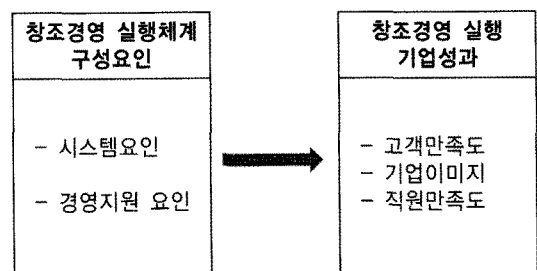 창조경영 실행체계
구성요인
- 시스템요인
- 경영지원 요인
창조경영 실행
기업성과
- 고객만족도
- 기업이미지
- 직원만족도